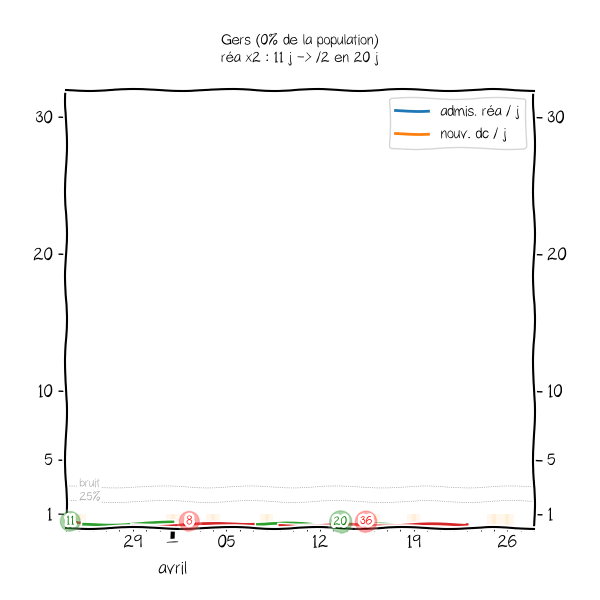 Gers (0% de la population)
réa x2 : 11 j -> /2 en 20 j
admis. réa / j
nouv. dc / j
30 30
20 20
10 10
5 5
bruit
25%
1 1
11 8 20 36
29 1 05 12 19 26
avril